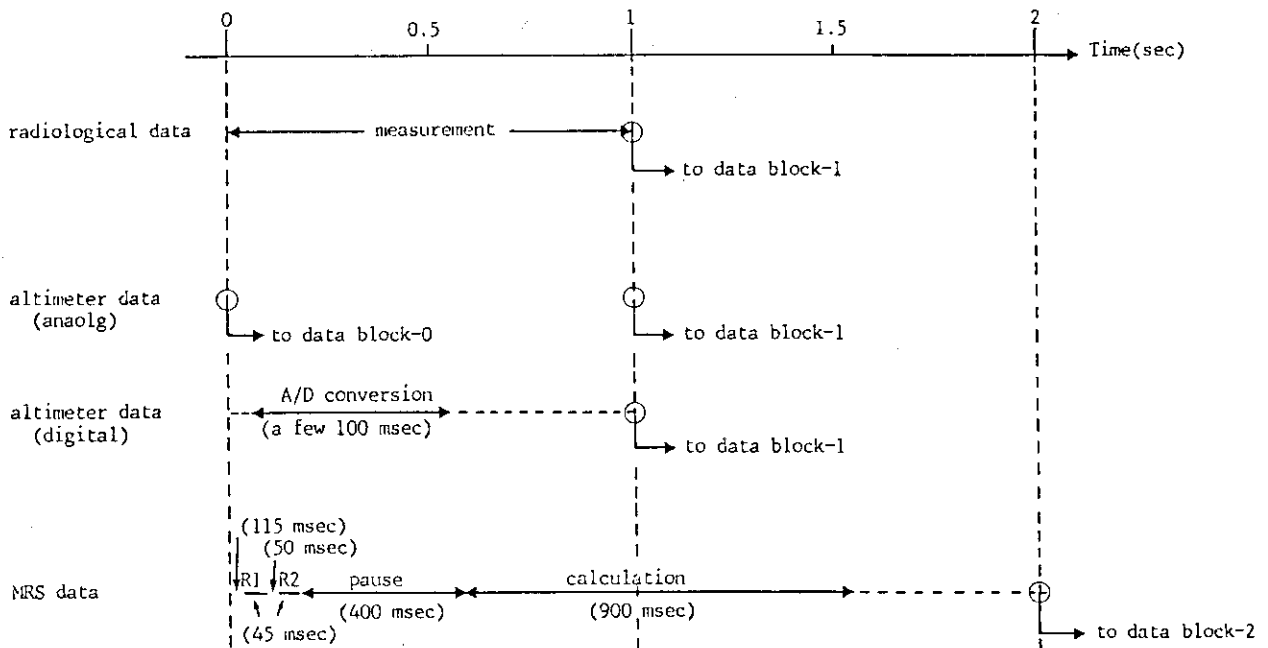 0 0.5 1 1.5 2
Time(sec)
radiological data measurement
to data block-1
altimeter data
(anaolg)
to data block-0 to data block-1
A/D conversion
altimeter data
(digital) (a few 100 msec)
to data block-1
(115 msec)
(50 msec)
R1 R2 pause calculation
MRS data
(400 msec) (900 msec)
(45 msec)
to data block-2